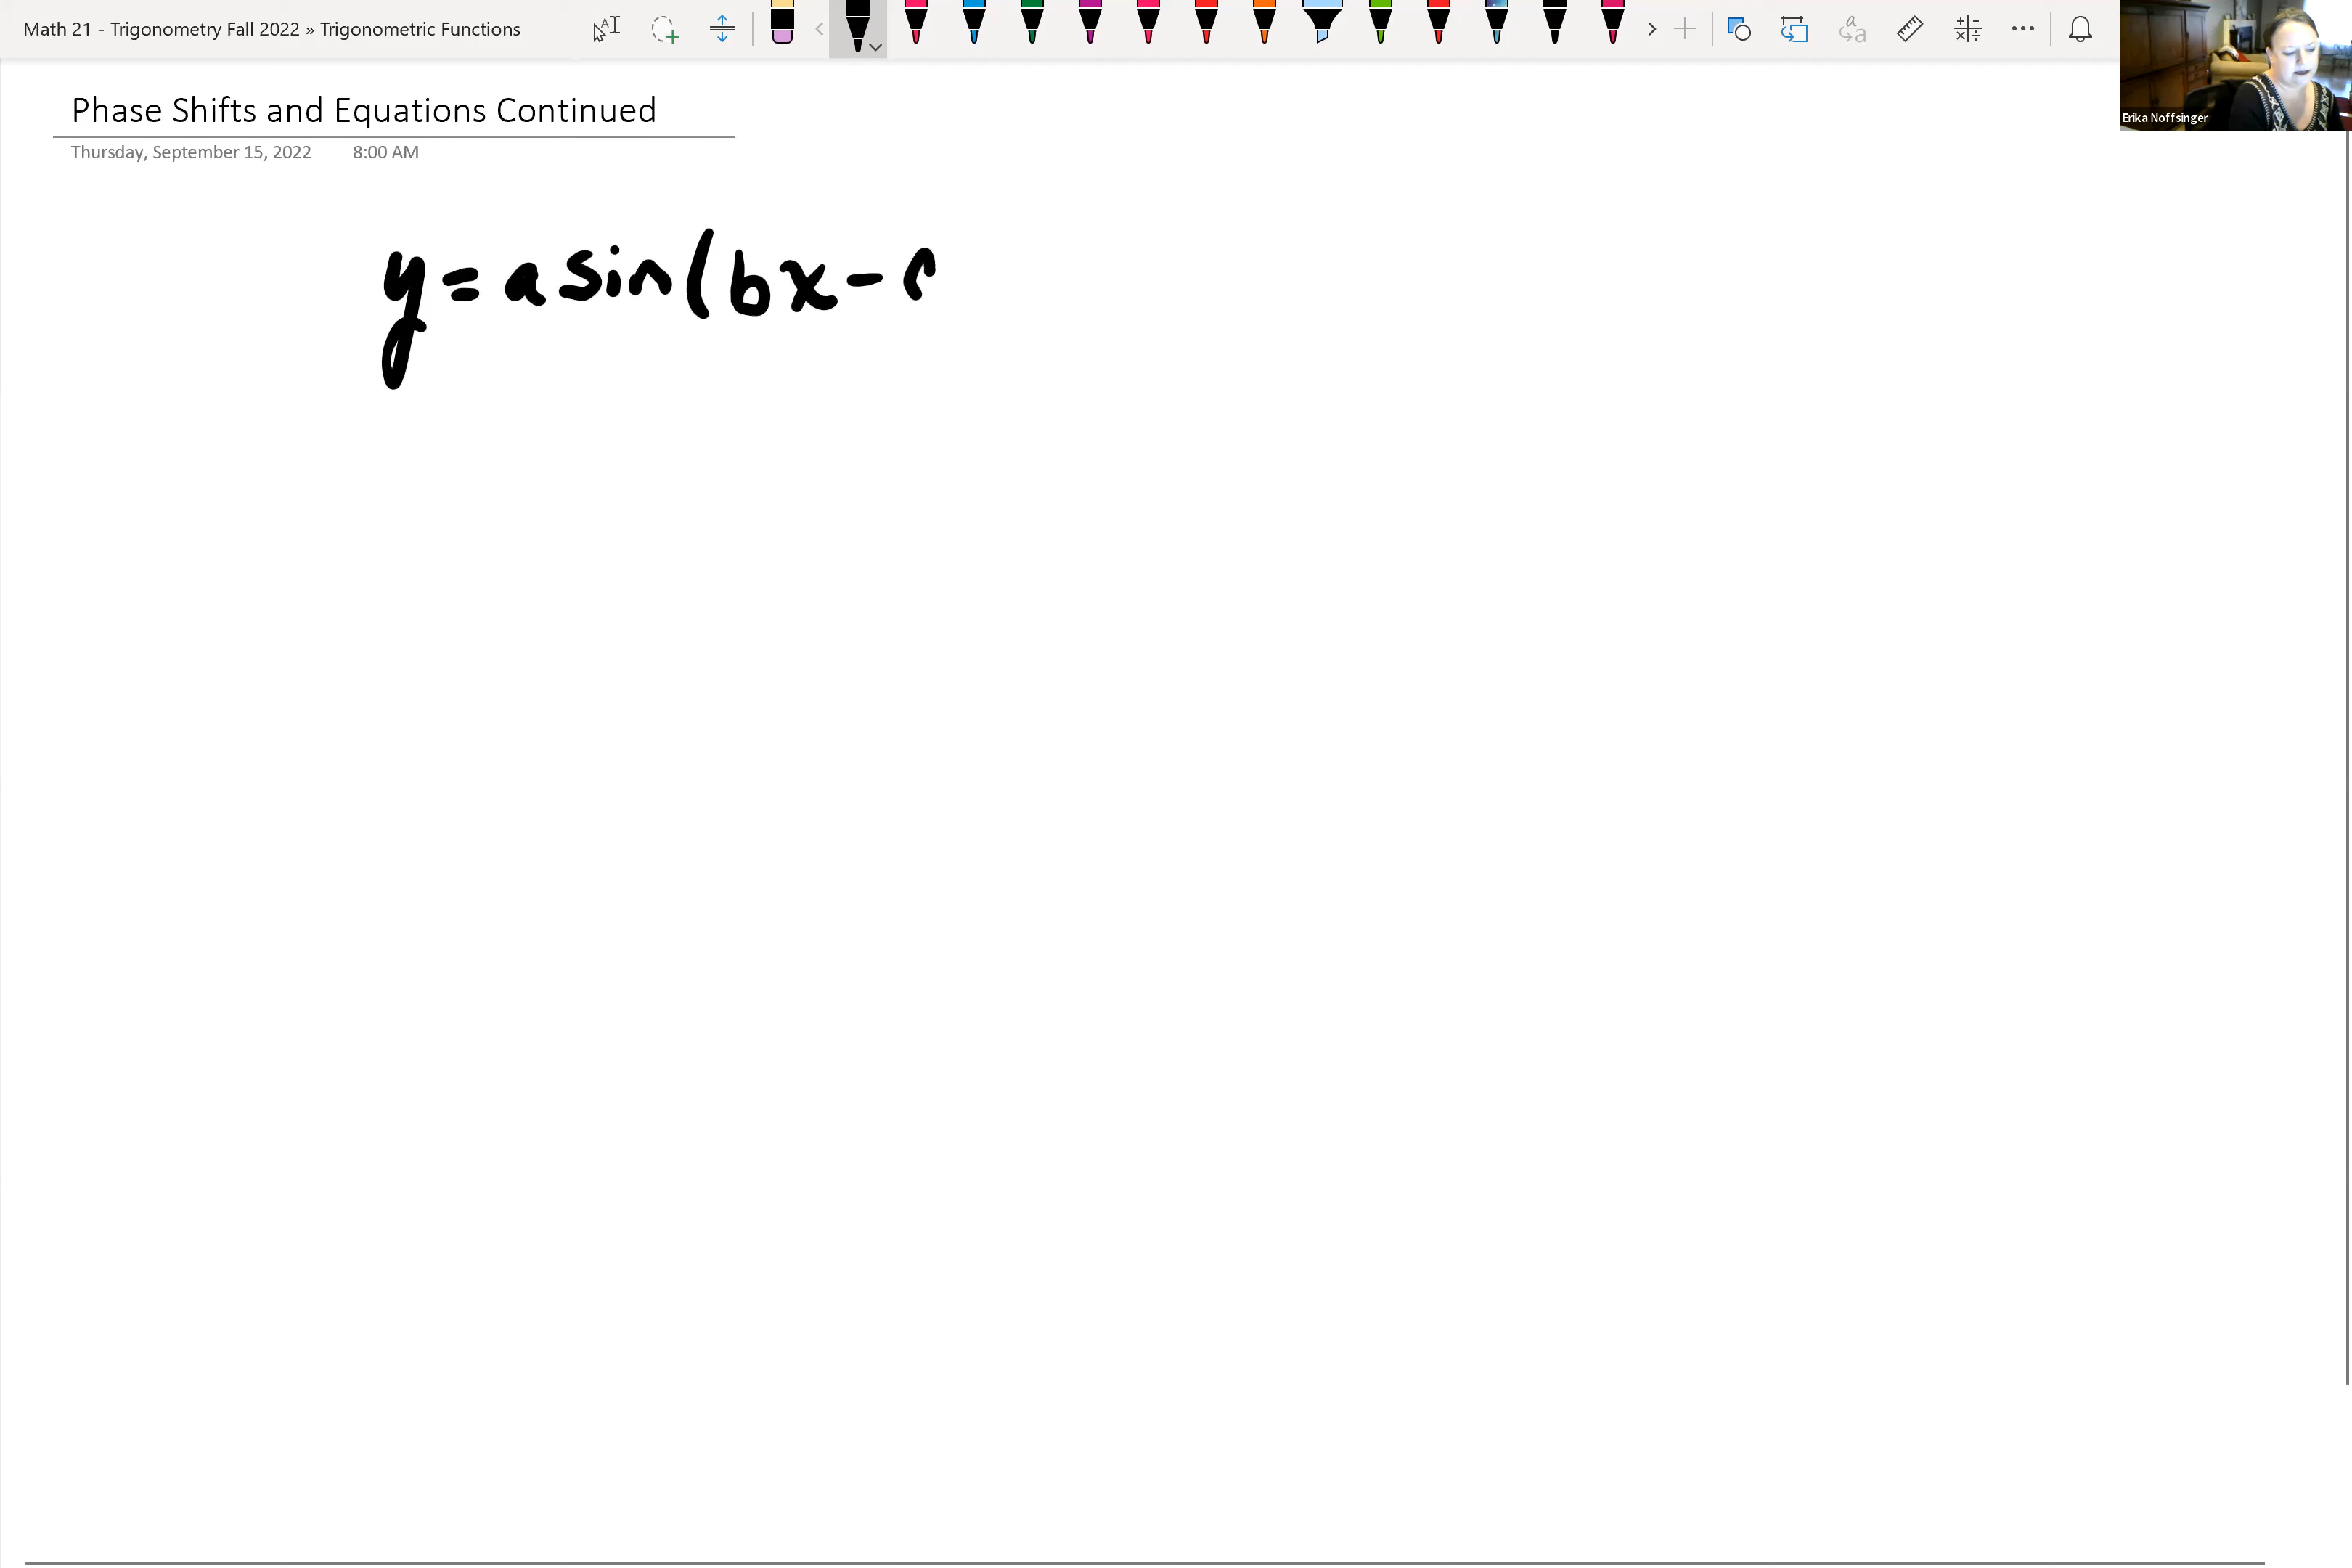 Math 21 - Trigonometry Fall 2022 » Trigonometric Functions
Erika Noffsinger
Phase Shifts and Equations Continued
Thursday, September 15, 2022 8:00 AM
y = a sin(bx -